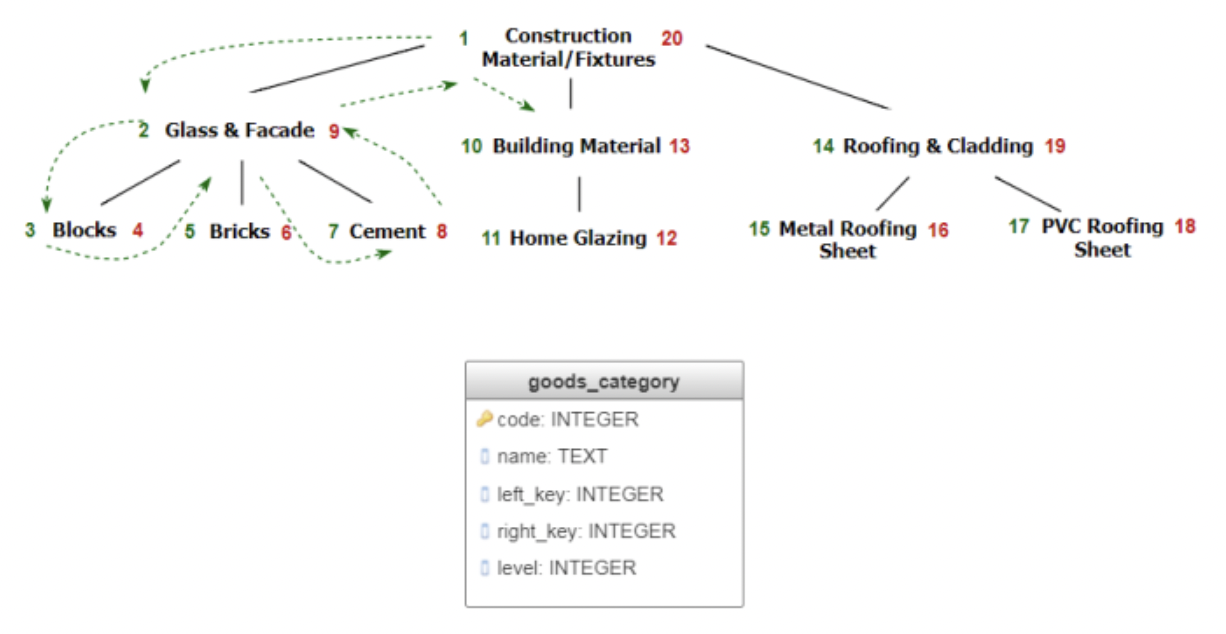 1 Construction 20
Material/Fixtures
2 Glass & Facade 9
10 Building Material 13
14 Roofing & Cladding 19
3 Blocks 4
5 Bricks 6
7 Cement 8
11 Home Glazing 12
15 Metal Roofing 16
Sheet
17 PVC Roofing 18
Sheet
goods_category
code: INTEGER
name: TEXT
left_key: INTEGER
right_key: INTEGER
level: INTEGER